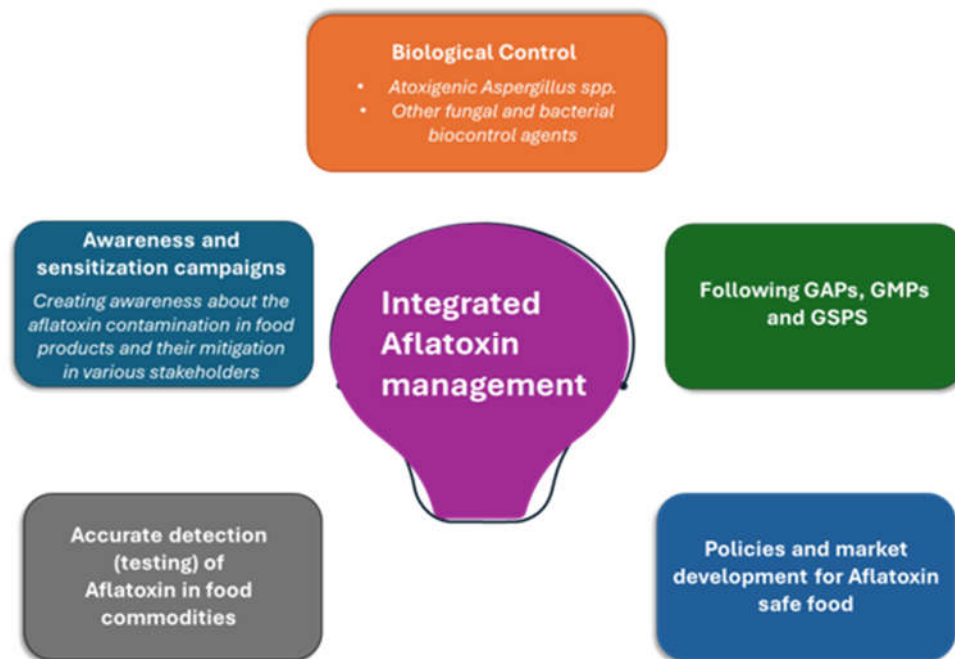 Biological Control
• Atoxigenic Aspergillus spp.
• Other fungal and bacterial
biocontrol agents
Awareness and
sensitization campaigns
Creating awareness about the
aflatoxin contamination in food
products and their mitigation
in various stakeholders
Integrated
Aflatoxin
management
Following GAPs, GMPs
and GSPS
Accurate detection
(testing) of
Aflatoxin in food
commodities
Policies and market
development for Aflatoxin
safe food